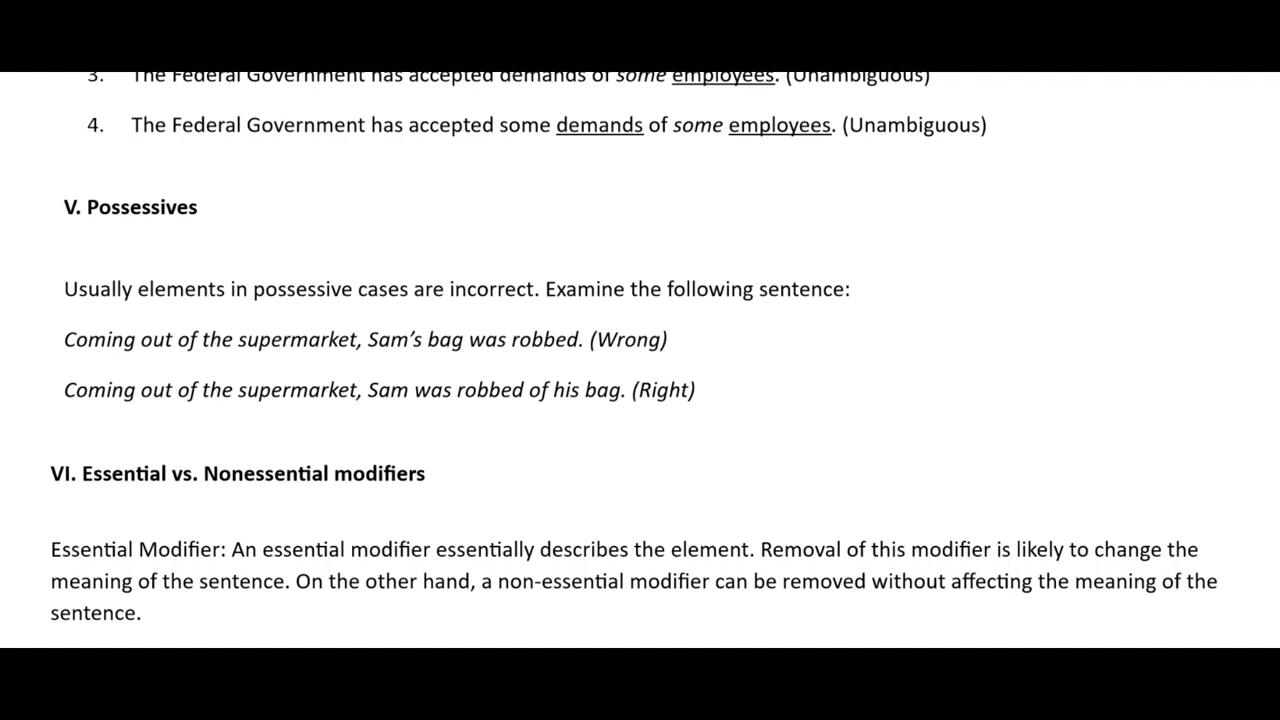 3. The Federal Government has accepted demands of some employees. (Unambiguous)
4. The Federal Government has accepted some demands of some employees. (Unambiguous)
V. Possessives
Usually elements in possessive cases are incorrect. Examine the following sentence:
Coming out of the supermarket, Sam’s bag was robbed. (Wrong)
Coming out of the supermarket, Sam was robbed of his bag. (Right)
VI. Essential vs. Nonessential modifiers
Essential Modifier: An essential modifier essentially describes the element. Removal of this modifier is likely to change the
meaning of the sentence. On the other hand, a non-essential modifier can be removed without affecting the meaning of the
sentence.